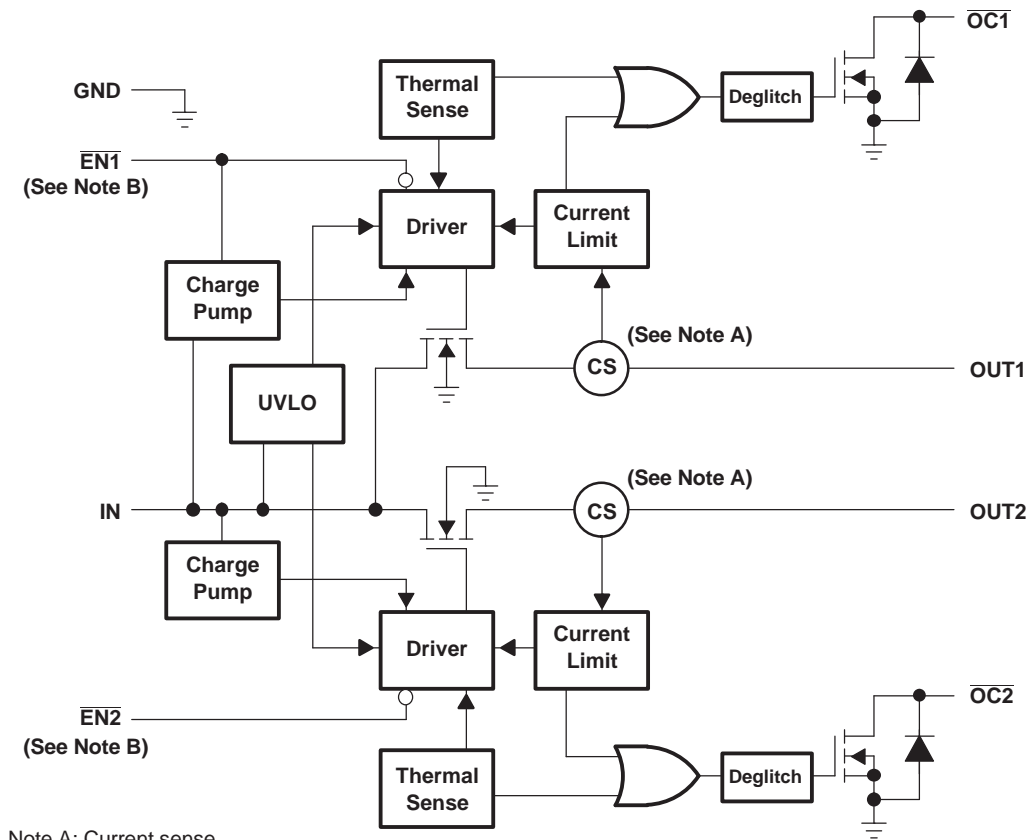 OC1
Thermal
Sense
Deglitch
GND
EN1
(See Note B)
Driver
Current
Limit
Charge
Pump
(See Note A)
CS
OUT1
UVLO
(See Note A)
IN
CS
OUT2
Charge
Pump
Driver
Current
Limit
EN2
(See Note B)
OC2
Thermal
Sense
Deglitch
Note A: Current sense